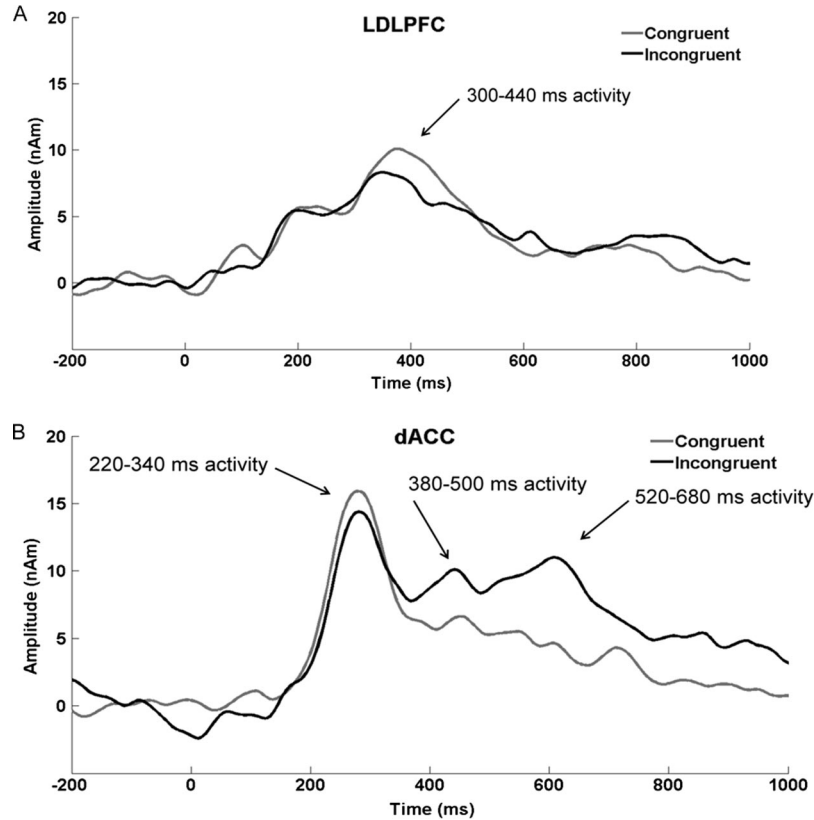 A
LDLPFC
Congruent
Incongruent
300-440 ms activity
20
15
10
5
0
Amplitude (nAm)
-200 0 200 400 600 800 1000
Time (ms)
B
dACC
Congruent
Incongruent
220-340 ms activity
380-500 ms activity
520-680 ms activity
20
15
10
5
0
Amplitude (nAm)
-200 0 200 400 600 800 1000
Time (ms)